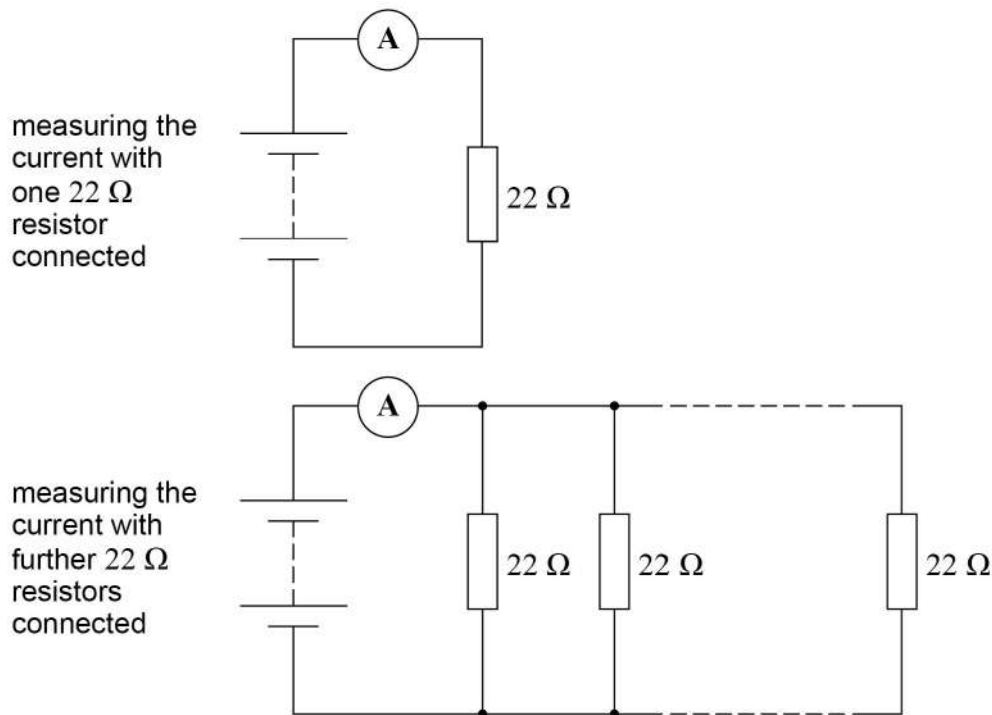 A
measuring the
current with
one 22 Ω
resistor
connected
22 Ω
A
measuring the
current with
further 22 Ω
resistors
connected
22 Ω
22 Ω
22 Ω